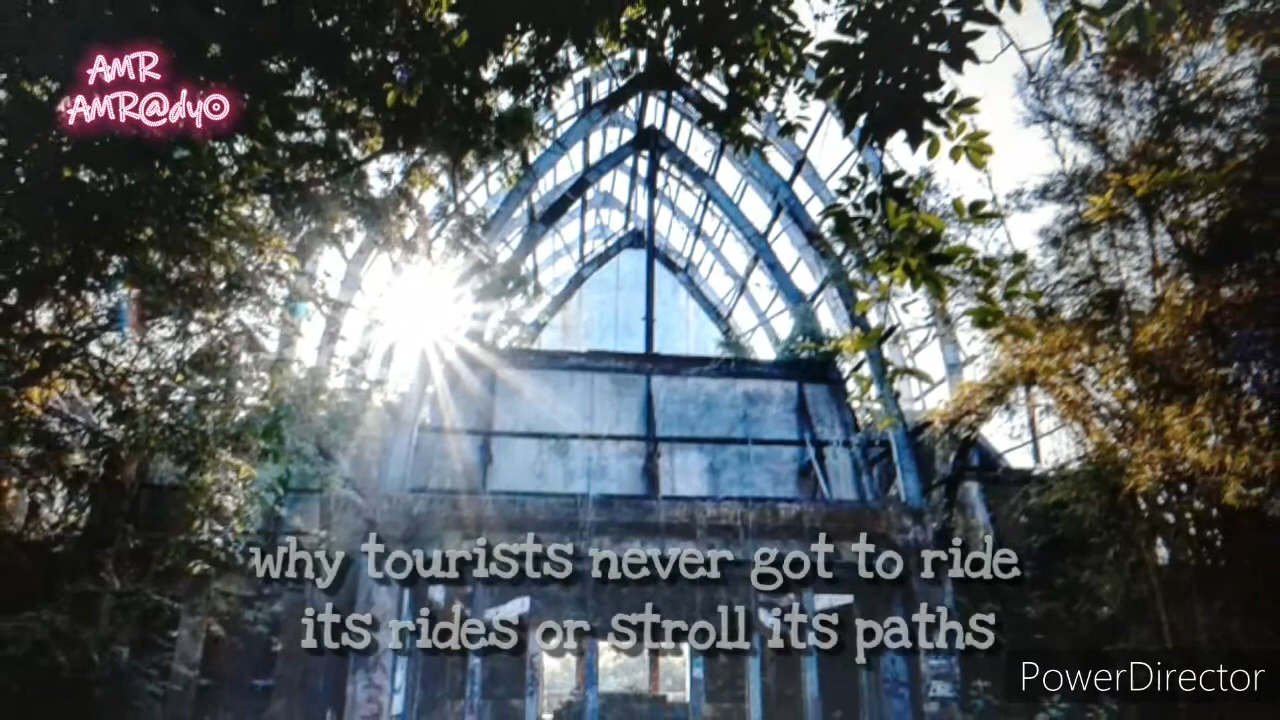 AMR
AMR@dyo
why tourists never got to ride
its rides or stroll its paths
PowerDirector